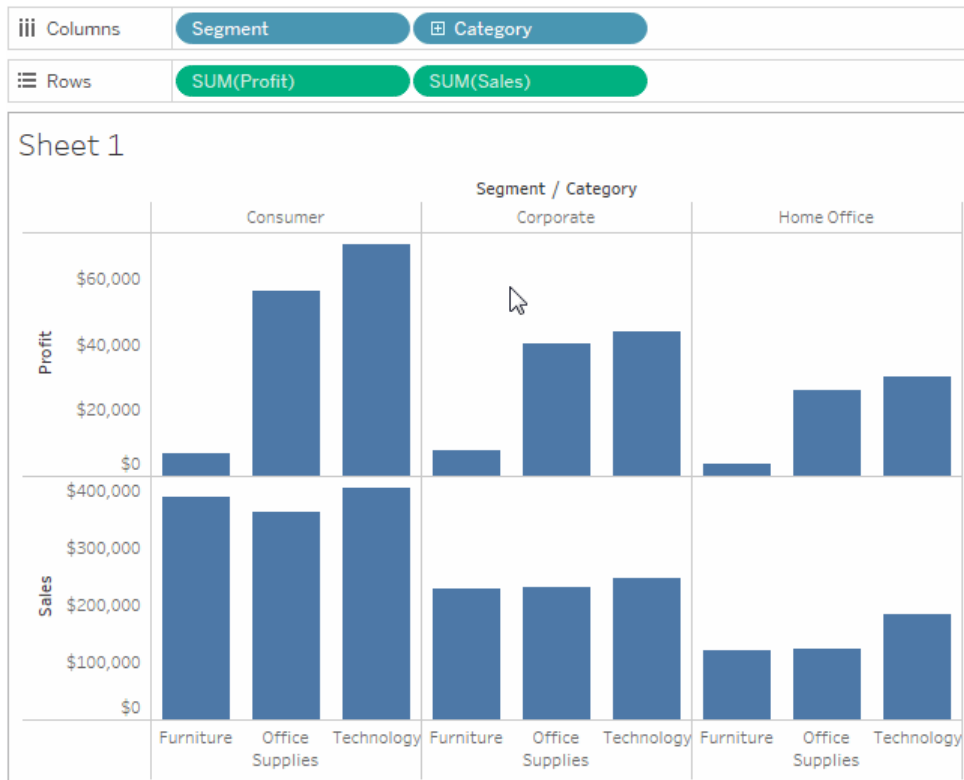 Columns Segment Category
Rows SUM(Profit) SUM(Sales)
Sheet 1
Segment / Category
Consumer Corporate Home Office
Profit
$60,000
$40,000
$20,000
$0
Sales
$400,000
$300,000
$200,000
$100,000
$0
Furniture Office Technology Furniture Office Technology Furniture Office Technology
Supplies Supplies Supplies